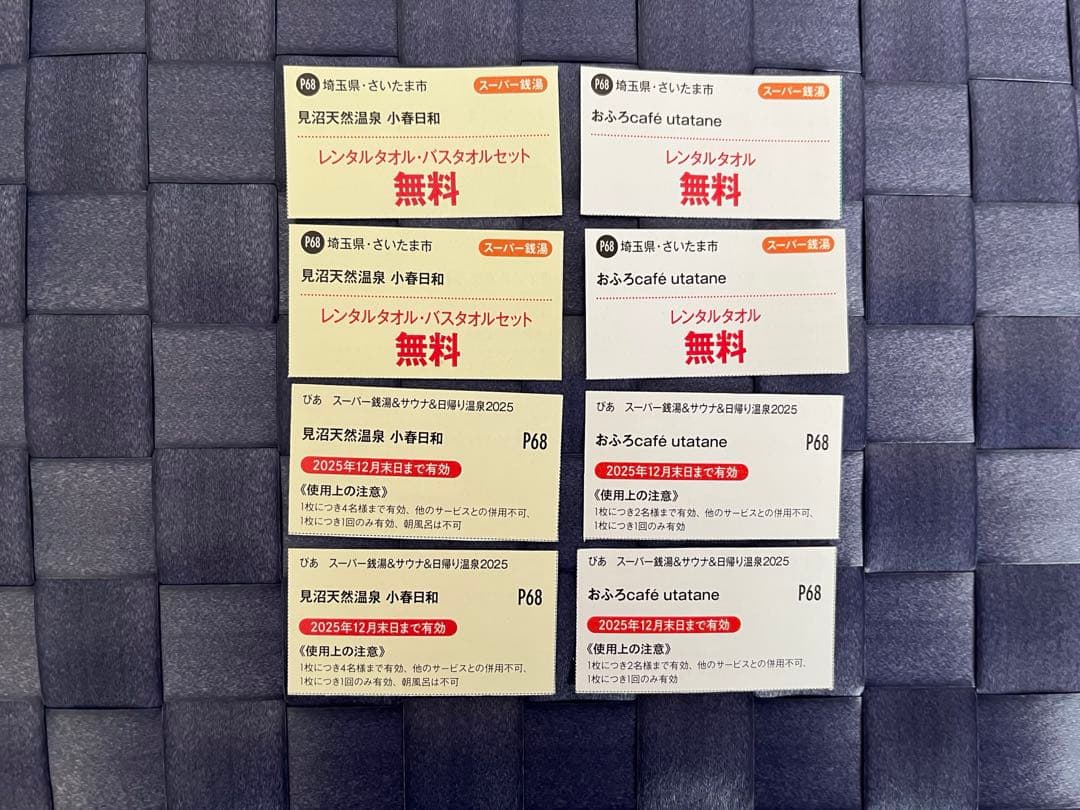 P68 埼玉県・さいたま市 スーパー銭湯
見沼天然温泉 小春日和
レンタルタオル・バスタオルセット
無料
P68 埼玉県・さいたま市 スーパー銭湯
おふろcafé utatane
レンタルタオル
無料
P68 埼玉県・さいたま市 スーパー銭湯
見沼天然温泉 小春日和
レンタルタオル・バスタオルセット
無料
P68 埼玉県・さいたま市 スーパー銭湯
おふろcafé utatane
レンタルタオル
無料
ぴあ スーパー銭湯&サウナ&日帰り温泉2025
見沼天然温泉 小春日和 P68
2025年12月末日まで有効
《使用上の注意》
1枚につき4名様まで有効、他のサービスとの併用不可、
1枚につき1回のみ有効、朝風呂は不可
ぴあ スーパー銭湯&サウナ&日帰り温泉2025
おふろcafé utatane P68
2025年12月末日まで有効
《使用上の注意》
1枚につき2名様まで有効、他のサービスとの併用不可、
1枚につき1回のみ有効
ぴあ スーパー銭湯&サウナ&日帰り温泉2025
見沼天然温泉 小春日和 P68
2025年12月末日まで有効
《使用上の注意》
1枚につき4名様まで有効、他のサービスとの併用不可、
1枚につき1回のみ有効、朝風呂は不可
ぴあ スーパー銭湯&サウナ&日帰り温泉2025
おふろcafé utatane P68
2025年12月末日まで有効
《使用上の注意》
1枚につき2名様まで有効、他のサービスとの併用不可、
1枚につき1回のみ有効